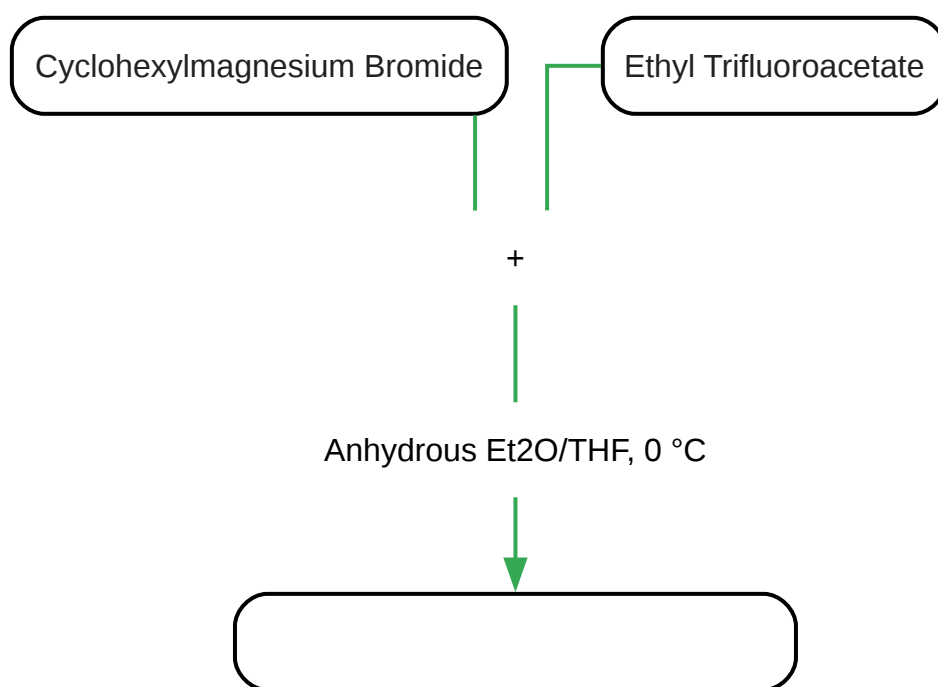 Cyclohexylmagnesium Bromide
Ethyl Trifluoroacetate
+
Anhydrous Et2O/THF, 0 °C